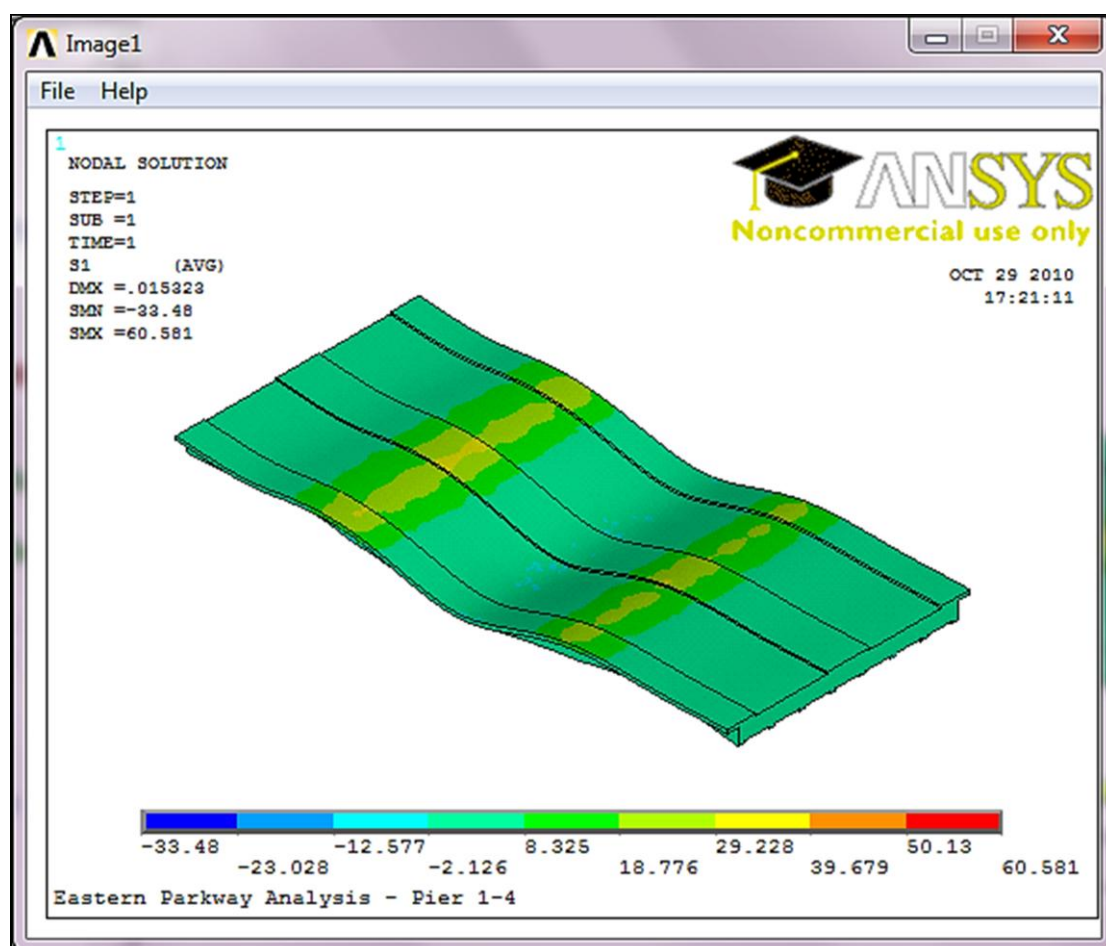 Image1
File Help
1
NODAL SOLUTION
STEP=1
SUB =1
TIME=1
S1 (AVG)
DMX =.015323
SMN =-33.48
SMX =60.581
ANSYS
Noncommercial use only
OCT 29 2010
17:21:11
-33.48 -12.577 8.325 29.228 50.13
-23.028 -2.126 18.776 39.679 60.581
Eastern Parkway Analysis - Pier 1-4